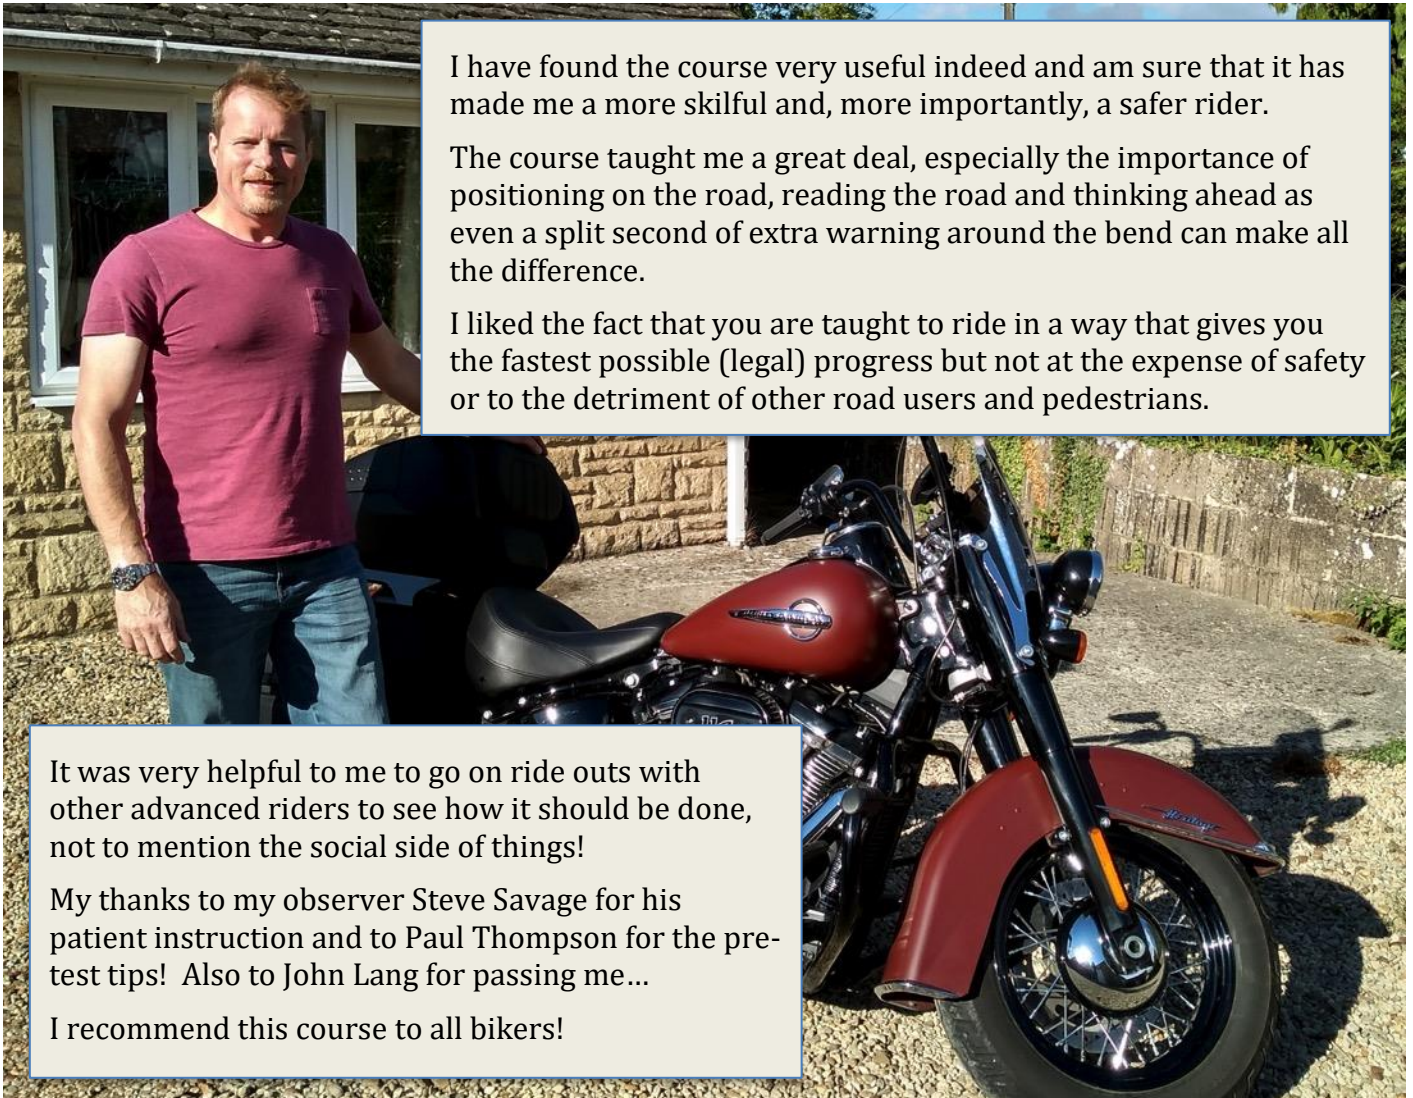 I have found the course very useful indeed and am sure that it has
made me a more skilful and, more importantly, a safer rider.
The course taught me a great deal, especially the importance of
positioning on the road, reading the road and thinking ahead as
even a split second of extra warning around the bend can make all
the difference.
I liked the fact that you are taught to ride in a way that gives you
the fastest possible (legal) progress but not at the expense of safety
or to the detriment of other road users and pedestrians.
It was very helpful to me to go on ride outs with
other advanced riders to see how it should be done,
not to mention the social side of things!
My thanks to my observer Steve Savage for his
patient instruction and to Paul Thompson for the pre-
test tips!  Also to John Lang for passing me…
I recommend this course to all bikers!
HARLEY-DAVIDSON
Heritage